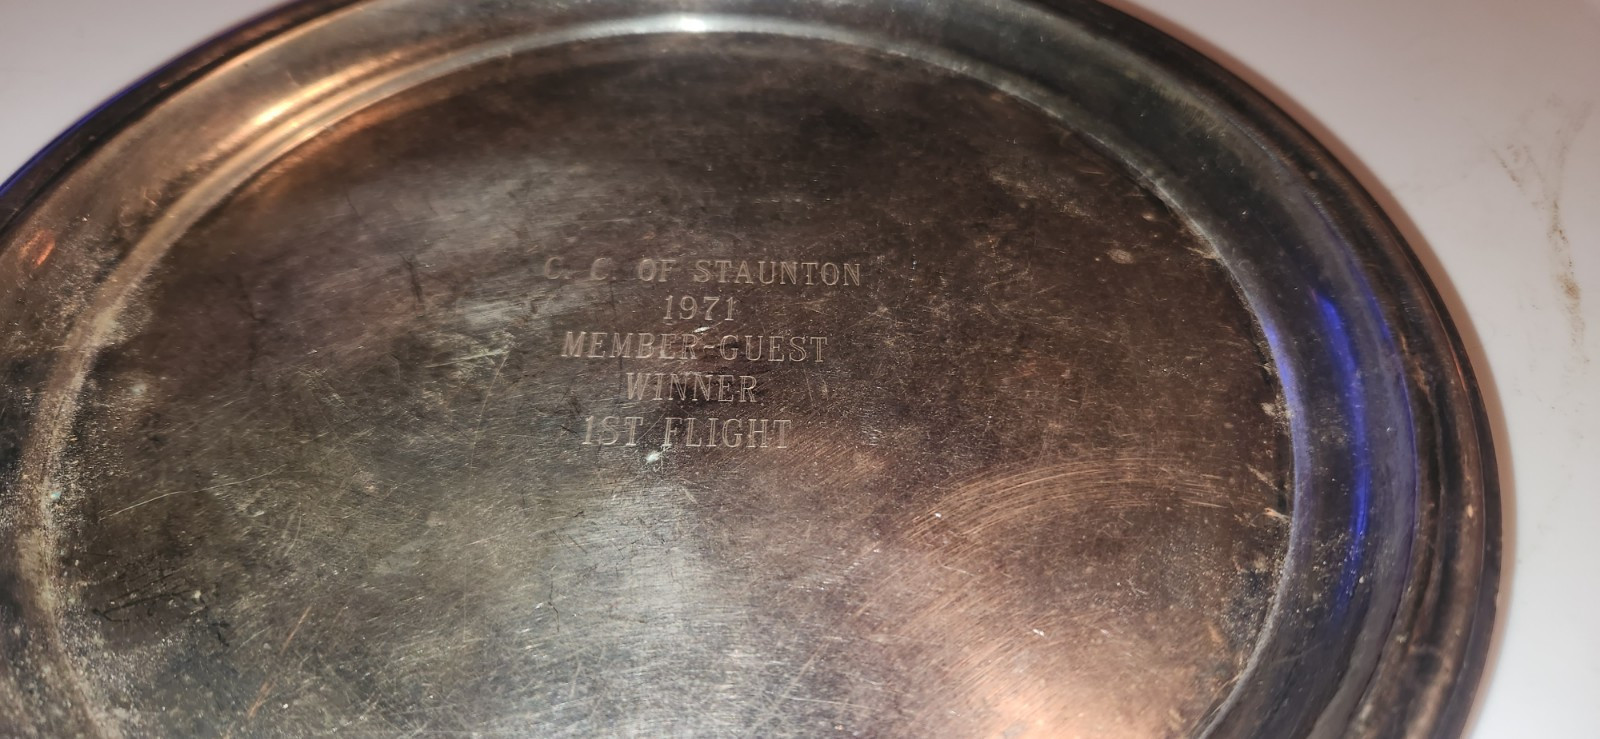 C. C. OF STAUNTON
1971
MEMBER-GUEST
WINNER
1ST FLIGHT